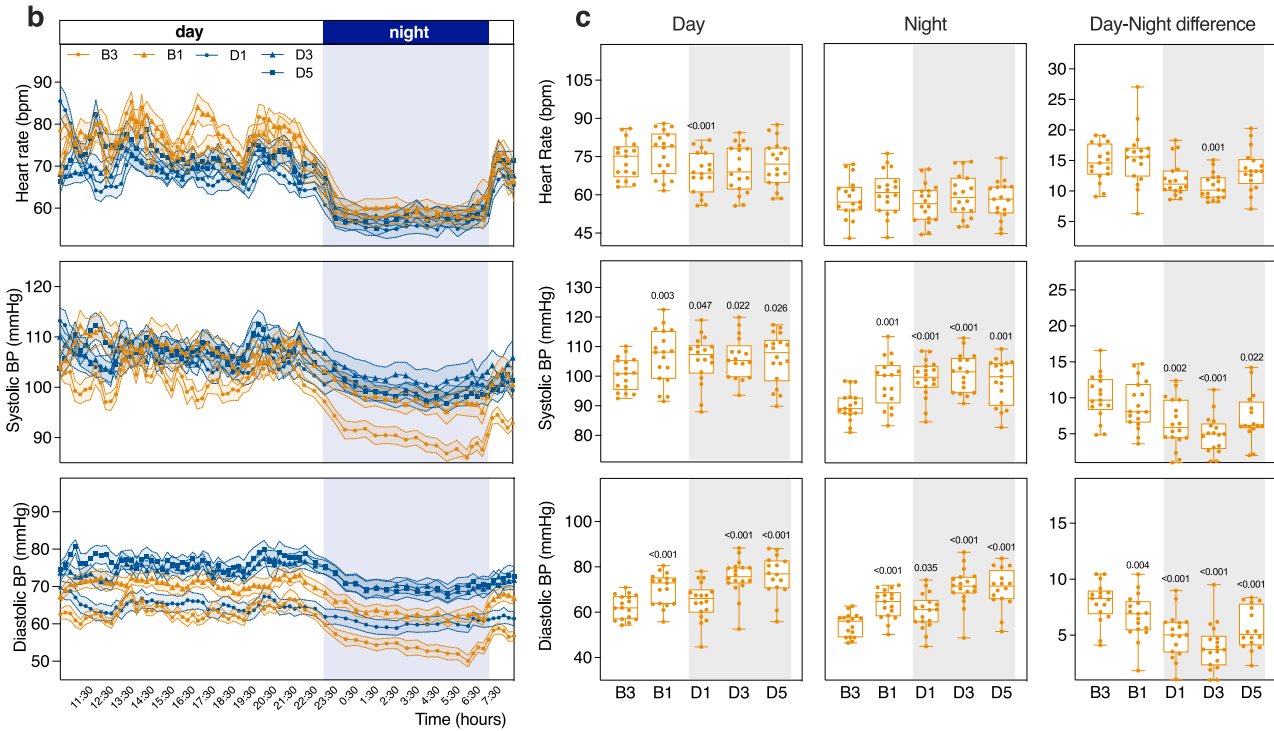 b
day night
B3 B1 D1 D3
D5
Heart rate (bpm)
90
80
70
60
Systolic BP (mmHg)
120
110
100
90
Diastolic BP (mmHg)
90
80
70
60
50
11:30 12:30 13:30 14:30 15:30 16:30 17:30 18:30 19:30 20:30 21:30 22:30 23:30 0:30 1:30 2:30 3:30 4:30 5:30 6:30 7:30
Time (hours)
c
Day Night Day-Night difference
Heart Rate (bpm)
105
90
75
60
45
<0.001
30
25
20
15
10
5
0.001
Systolic BP (mmHg)
130
120
110
100
90
80
0.003 0.047 0.022 0.026
0.001 <0.001 <0.001 0.001
20
15
10
5
0.002 <0.001 0.022
Diastolic BP (mmHg)
100
80
60
40
<0.001 <0.001 <0.001
<0.001 0.035 <0.001 <0.001
15
10
5
0.004 <0.001 <0.001 <0.001
B3 B1 D1 D3 D5 B3 B1 D1 D3 D5 B3 B1 D1 D3 D5